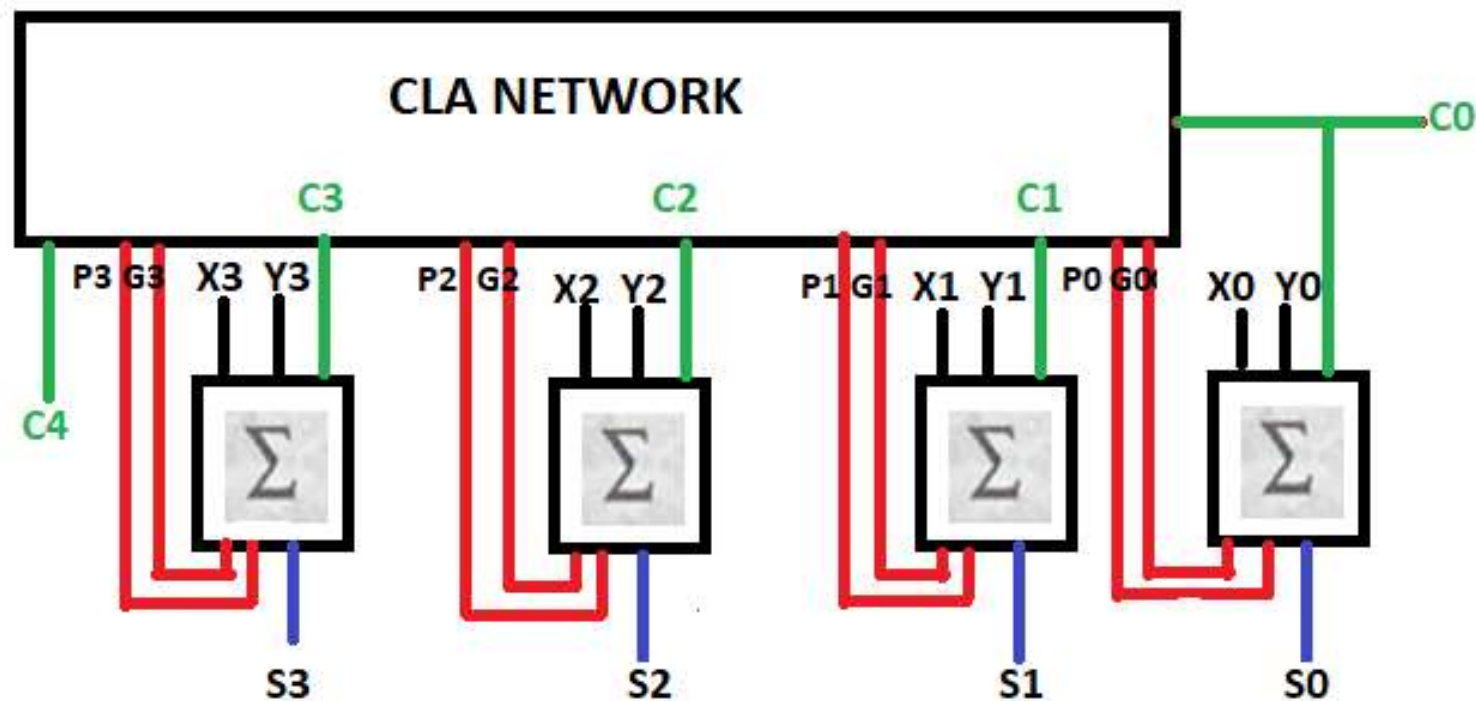 CLA NETWORK
C0
C3 C2 C1
P3 G3 X3 Y3 P2 G2 X2 Y2 P1 G1 X1 Y1 P0 G0 X0 Y0
C4
Σ Σ Σ Σ
S3 S2 S1 S0